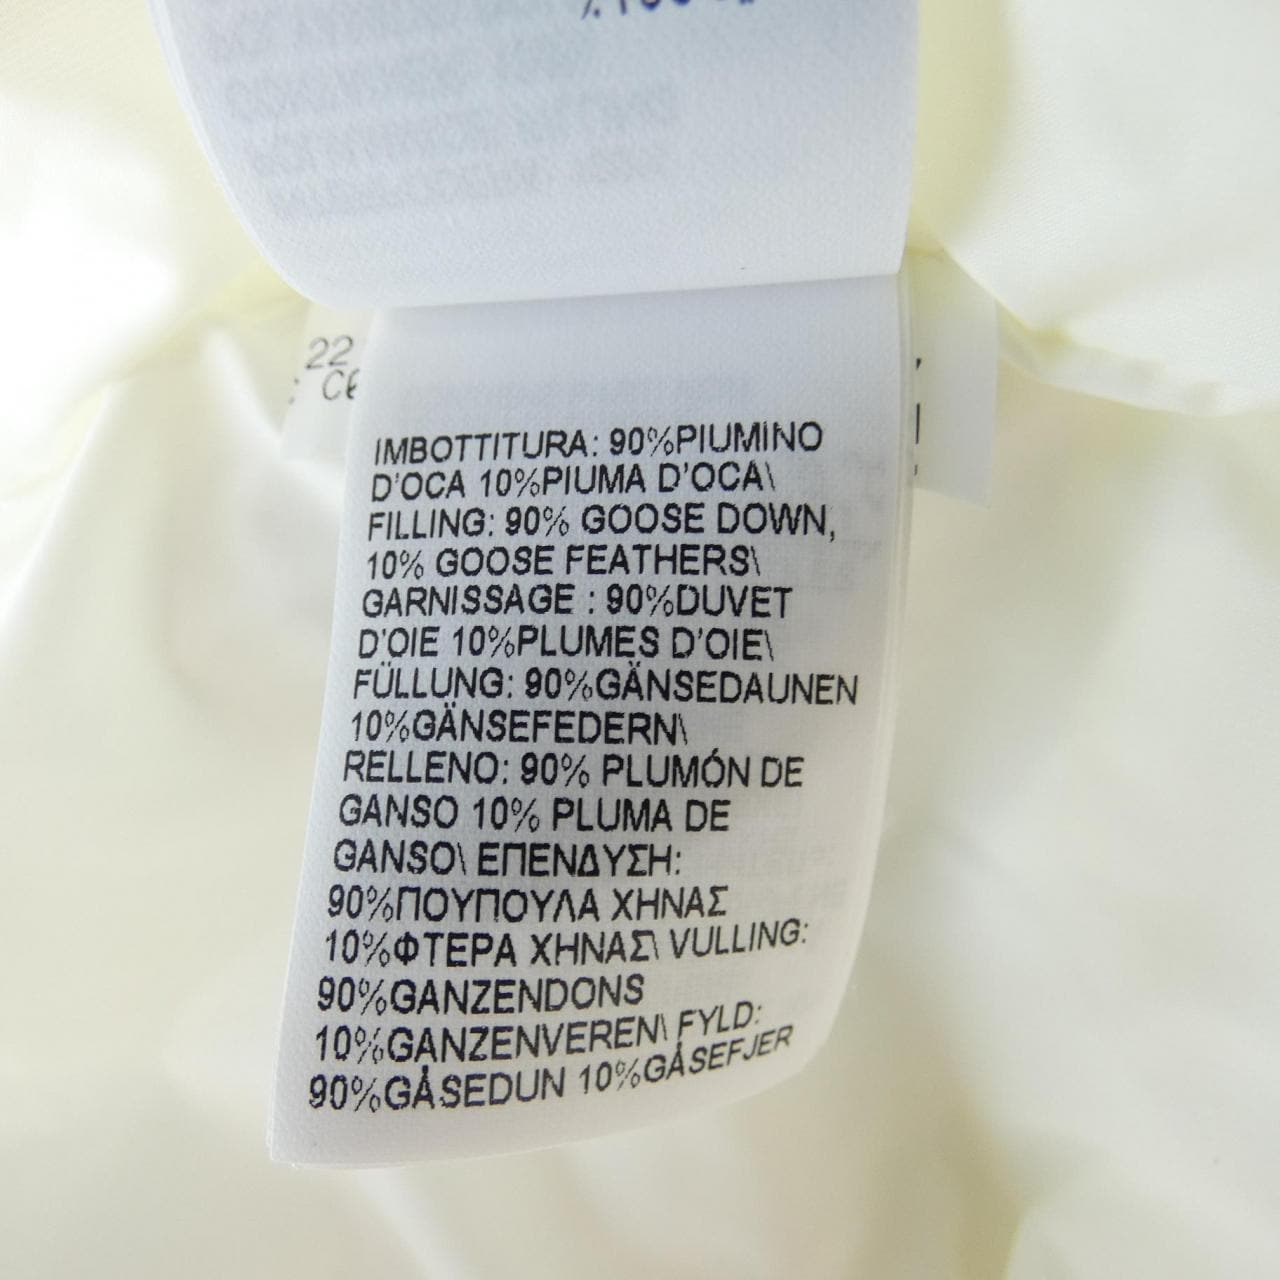 22
IMBOTTITURA: 90%PIUMINO
D'OCA 10%PIUMA D'OCA\
FILLING: 90% GOOSE DOWN,
10% GOOSE FEATHERS\
GARNISSAGE : 90%DUVET
D'OIE 10%PLUMES D'OIE\
FÜLLUNG: 90%GÄNSEDAUNEN
10%GÄNSEFEDERN\
RELLENO: 90% PLUMÓN DE
GANSO 10% PLUMA DE
GANSO\ ΕΠΕΝΔΥΣΗ:
90%ΠΟΥΠΟΥΛΑ ΧΗΝΑΣ
10%ΦΤΕΡΑ ΧΗΝΑΣ\ VULLING:
90%GANZENDONS
10%GANZENVEREN\ FYLD:
90%GÅSEDUN 10%GÅSEFJER